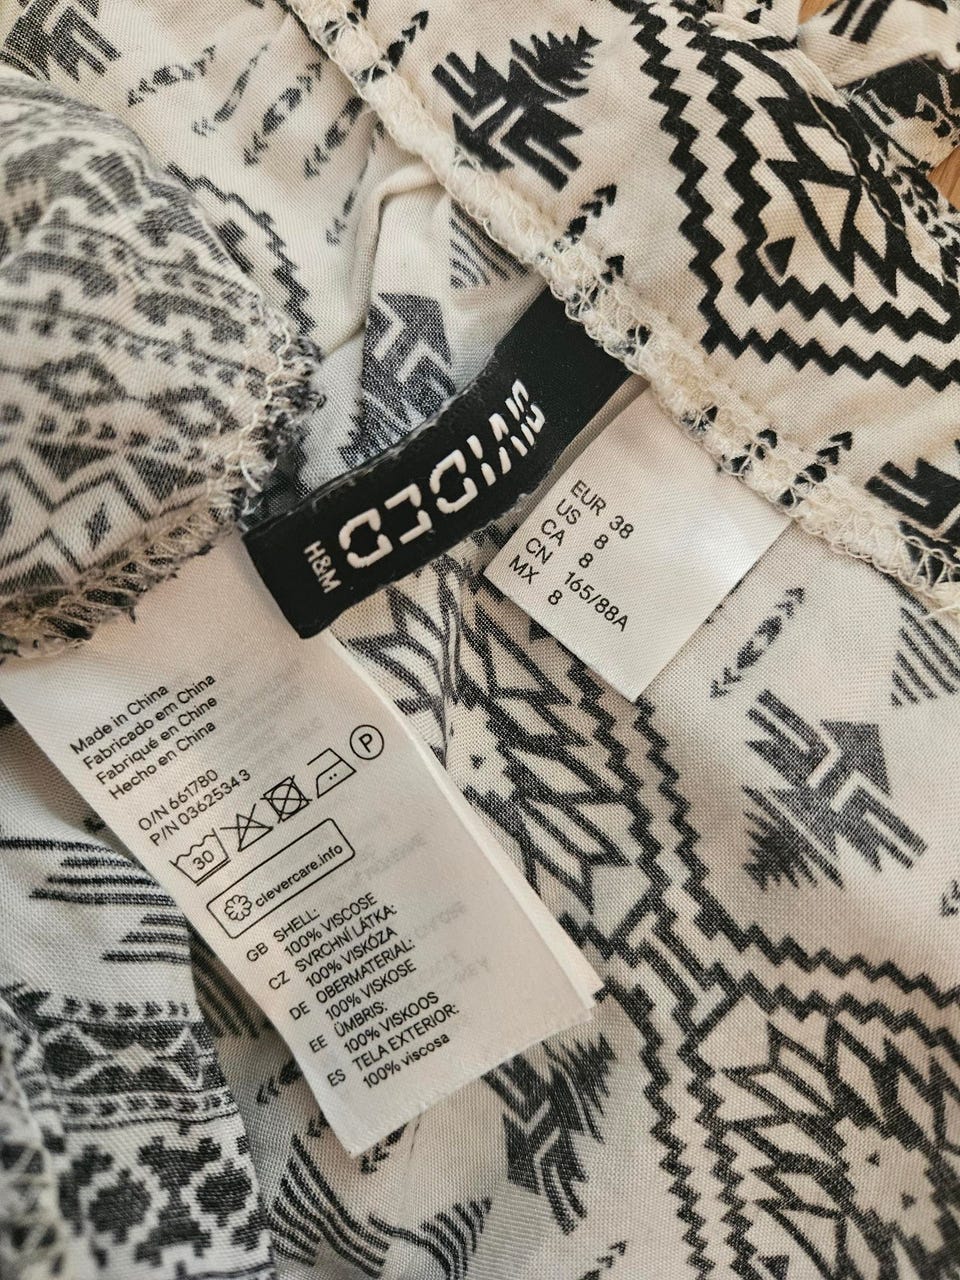 DIVIDED
H&M
EUR 38
US 8
CA 8
CN 165/88A
MX 8
Made in China
Fabricado em China
Fabriqué en Chine
Hecho en China
O/N 661780
P/N 0362534 3
P
30
clevercare.info
GB SHELL:
100% VISCOSE
CZ SVRCHNÍ LÁTKA:
100% VISKÓZA
DE OBERMATERIAL:
100% VISKOSE
EE ÜMBRIS:
100% VISKOOS
ES TELA EXTERIOR:
100% viscosa